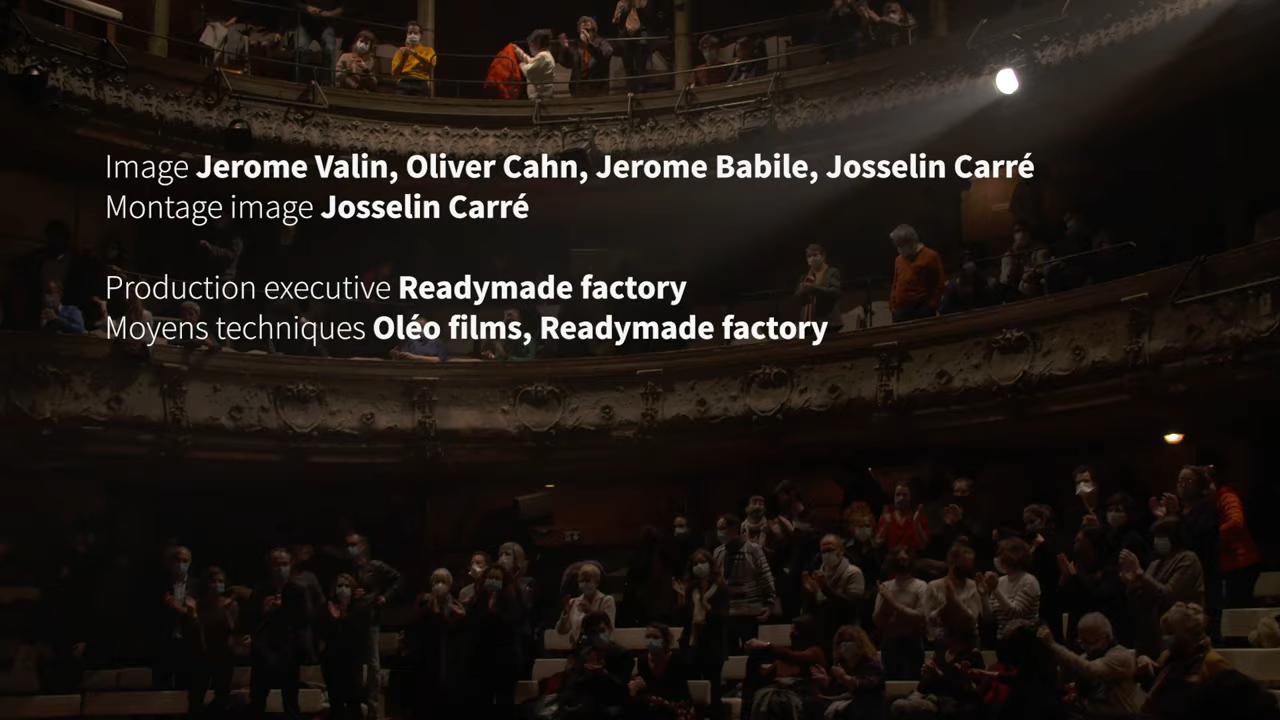 Image Jerome Valin, Oliver Cahn, Jerome Babile, Josselin Carré
Montage image Josselin Carré
Production executive Readymade factory
Moyens techniques Oléo films, Readymade factory